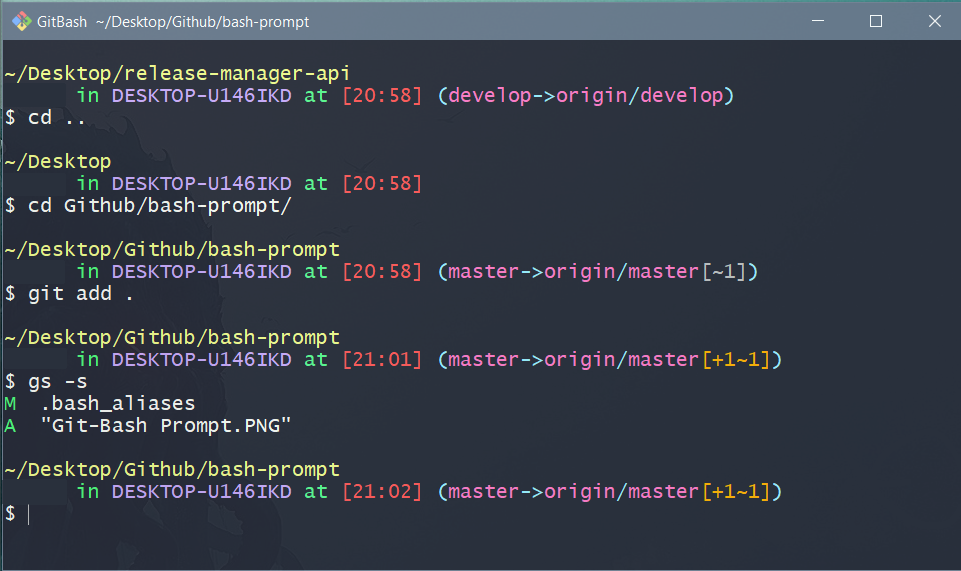 GitBash ~/Desktop/Github/bash-prompt
~/Desktop/release-manager-api
in DESKTOP-U146IKD at [20:58] (develop->origin/develop)
$ cd ..
~/Desktop
in DESKTOP-U146IKD at [20:58]
$ cd Github/bash-prompt/
~/Desktop/Github/bash-prompt
in DESKTOP-U146IKD at [20:58] (master->origin/master[~1])
$ git add .
~/Desktop/Github/bash-prompt
in DESKTOP-U146IKD at [21:01] (master->origin/master[+1~1])
$ gs -s
M  .bash_aliases
A  "Git-Bash Prompt.PNG"
~/Desktop/Github/bash-prompt
in DESKTOP-U146IKD at [21:02] (master->origin/master[+1~1])
$